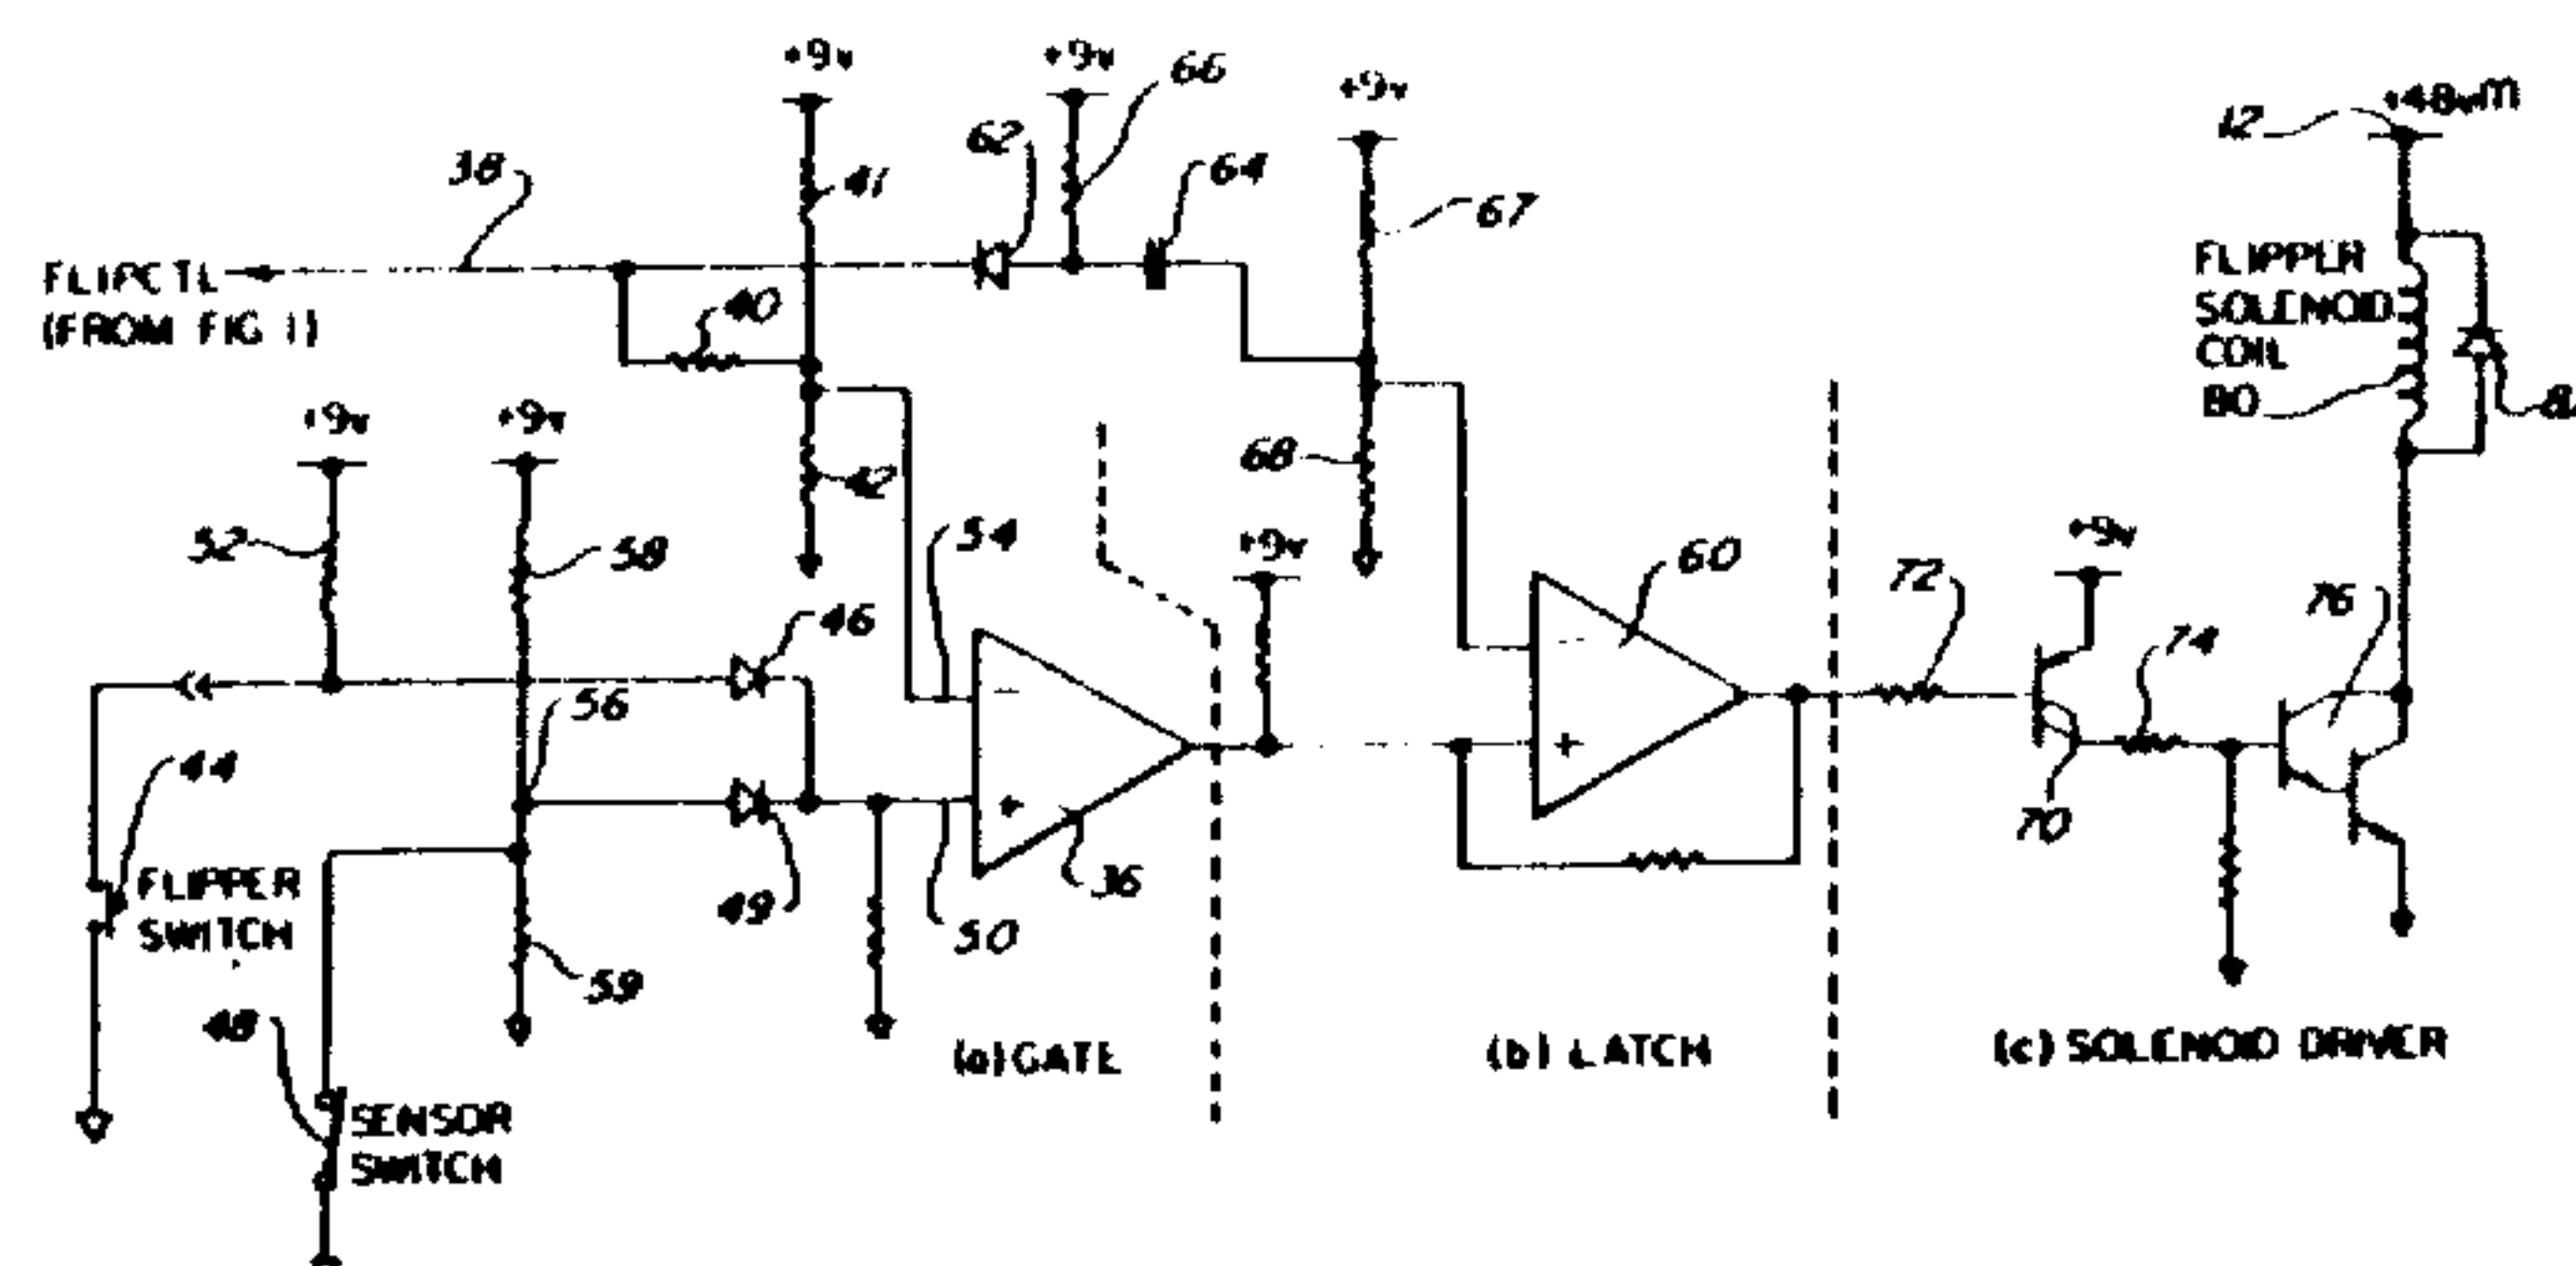 +9v
+9v
66
+9v
12
+48vm
62
38
41
64
67
FLIPCTL
(FROM FIG 1)
40
FLIPPER
SOLENOID
COIL
80
+9v
+9v
42
68
52
58
54
+9v
60
72
+9v
74
76
46
56
44
70
FLIPPER
SWITCH
49
50
36
59
48
(a) GATE
(b) LATCH
(c) SOLENOID DRIVER
SENSOR
SWITCH